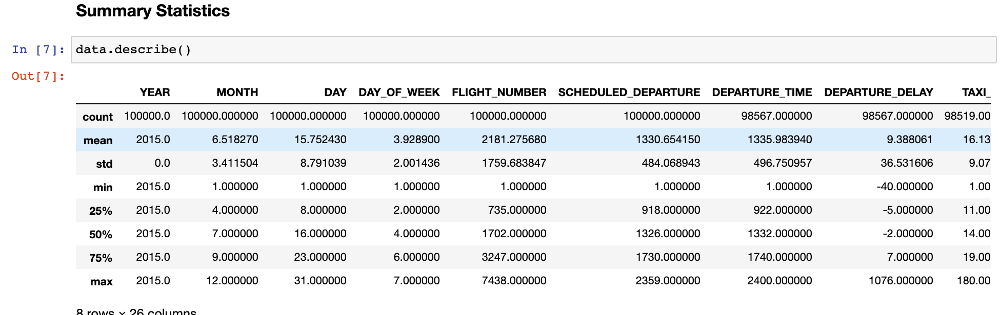 Summary Statistics
In [7]: data.describe()
Out[7]:
YEAR MONTH DAY DAY_OF_WEEK FLIGHT_NUMBER SCHEDULED_DEPARTURE DEPARTURE_TIME DEPARTURE_DELAY TAXI_
count 100000.0 100000.000000 100000.000000 100000.000000 100000.000000 100000.000000 98567.000000 98567.000000 98519.00
mean 2015.0 6.518270 15.752430 3.928900 2181.275680 1330.654150 1335.983940 9.388061 16.13
std 0.0 3.411504 8.791039 2.001436 1759.683847 484.068943 496.750957 36.531606 9.07
min 2015.0 1.000000 1.000000 1.000000 1.000000 1.000000 1.000000 -40.000000 1.00
25% 2015.0 4.000000 8.000000 2.000000 735.000000 918.000000 922.000000 -5.000000 11.00
50% 2015.0 7.000000 16.000000 4.000000 1702.000000 1326.000000 1332.000000 -2.000000 14.00
75% 2015.0 9.000000 23.000000 6.000000 3247.000000 1730.000000 1740.000000 7.000000 19.00
max 2015.0 12.000000 31.000000 7.000000 7438.000000 2359.000000 2400.000000 1076.000000 180.00
8 rows × 26 columns